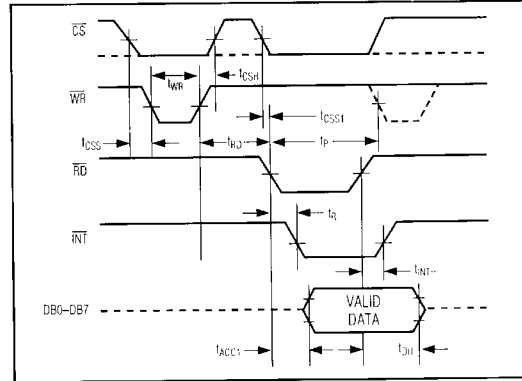 CS
tWR
tCSH
WR
tCSS
tRD
tCSS1
tP
RD
tR
INT
tINT
DB0–DB7
VALID
DATA
tACC1
tDH